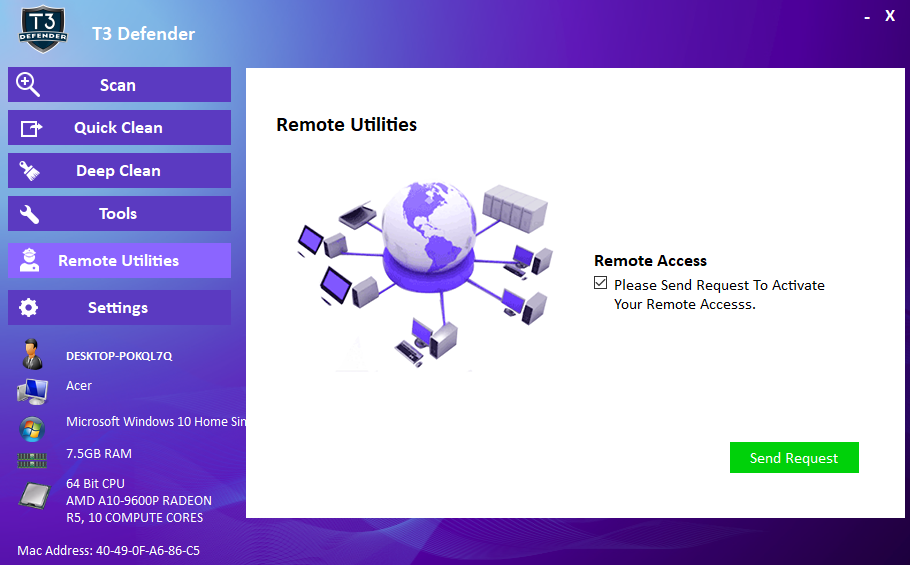 T3
DEFENDER
T3 Defender
- X
Scan
Quick Clean
Deep Clean
Tools
Remote Utilities
Settings
DESKTOP-POKQL7Q
Acer
Microsoft Windows 10 Home Sin
7.5GB RAM
64 Bit CPU
AMD A10-9600P RADEON
R5, 10 COMPUTE CORES
Mac Address: 40-49-0F-A6-86-C5
Remote Utilities
Remote Access
Please Send Request To Activate
Your Remote Accesss.
Send Request